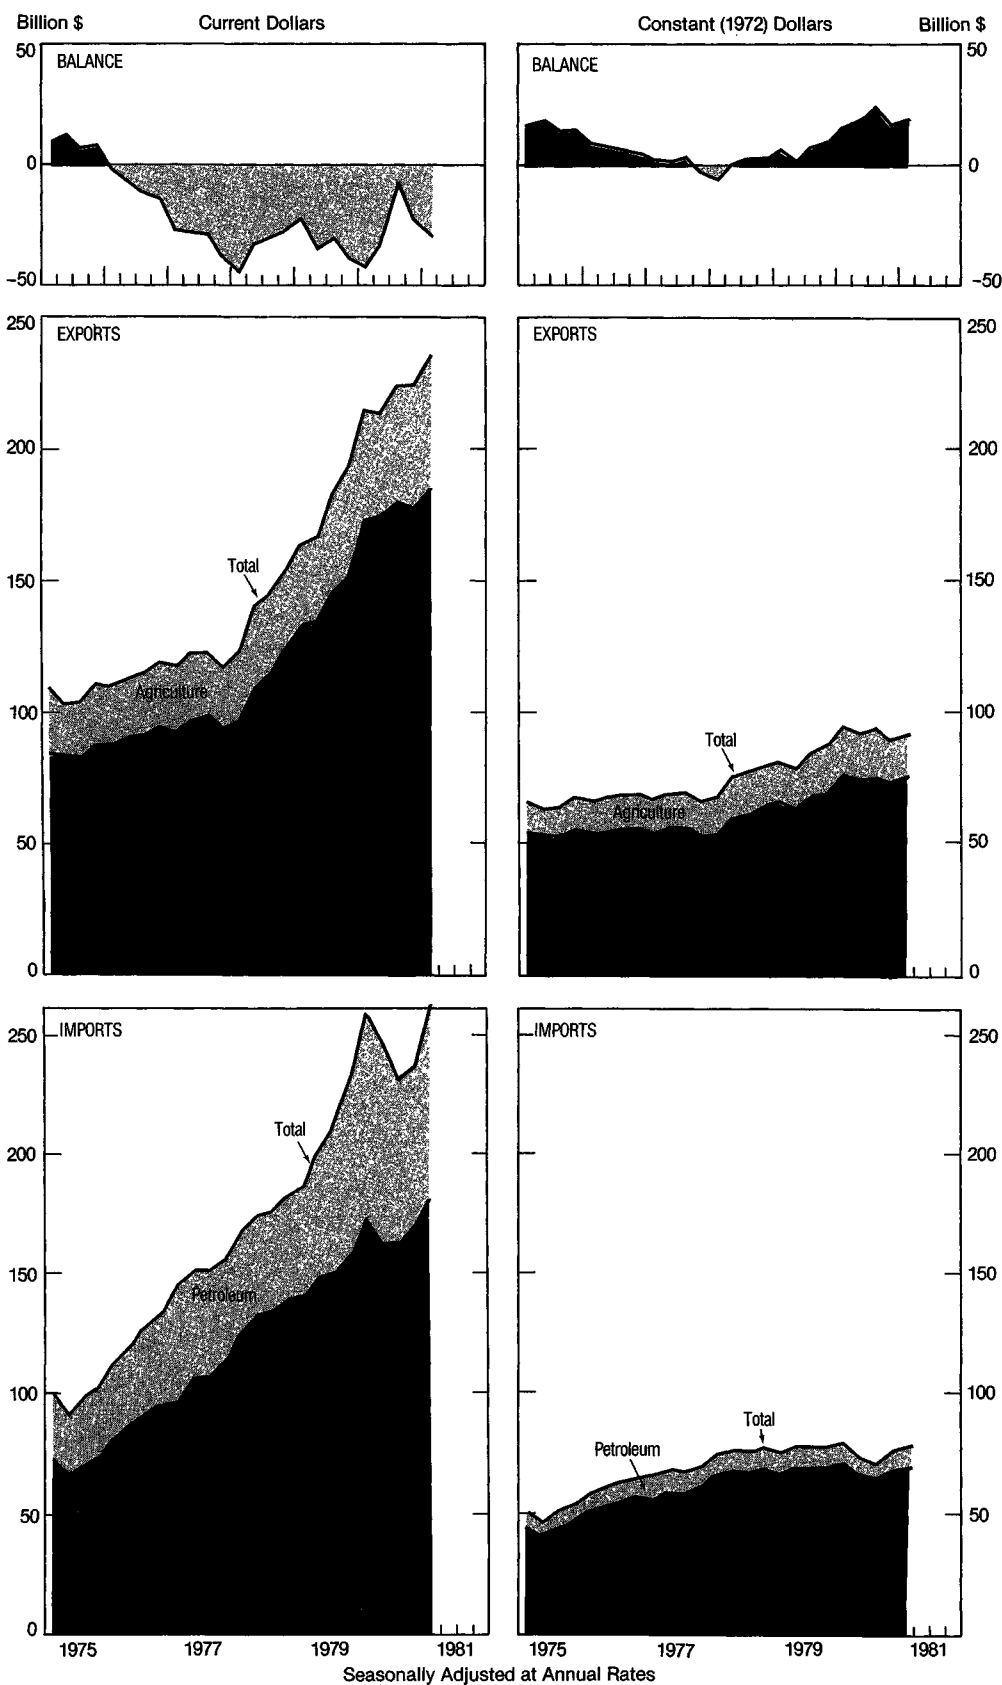 Billion $ Current Dollars Constant (1972) Dollars Billion $
50 BALANCE BALANCE 50
0 0
-50 -50
250 EXPORTS EXPORTS 250
200 200
Total
150 150
Agriculture
100 100
Total
Agriculture
50 50
0 0
250 IMPORTS IMPORTS 250
Total
200 200
150 150
Petroleum
100 100
Total
Petroleum
50 50
0
1975 1977 1979 1981 1975 1977 1979 1981
Seasonally Adjusted at Annual Rates